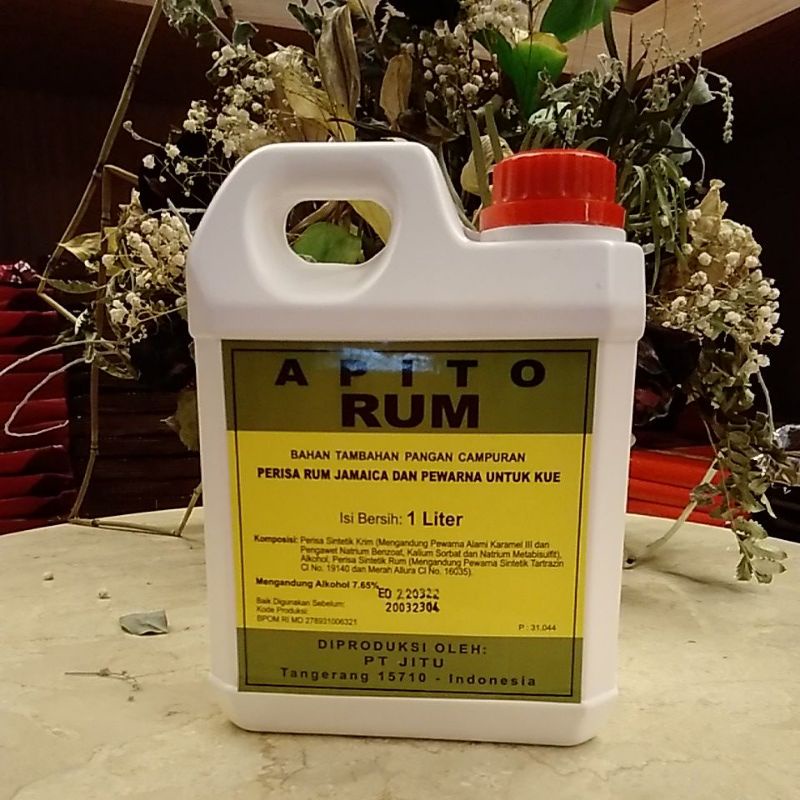 APITO
RUM
BAHAN TAMBAHAN PANGAN CAMPURAN
PERISA RUM JAMAICA DAN PEWARNA UNTUK KUE
Isi Bersih: 1 Liter
Komposisi: Perisa Sintetik Krim (Mengandung Pewarna Alami Karamel III dan
Pengawet Natrium Benzoat, Kalium Sorbat dan Natrium Metabisulfit),
Alkohol, Perisa Sintetik Rum (Mengandung Pewarna Sintetik Tartrazin
CI No. 19140 dan Merah Allura CI No. 16035).
Mengandung Alkohol 7.65%
Baik Digunakan Sebelum: ED 220322
Kode Produksi: 20032304
BPOM RI MD 278931006321
P : 31.044
DIPRODUKSI OLEH:
PT JITU
Tangerang 15710 - Indonesia